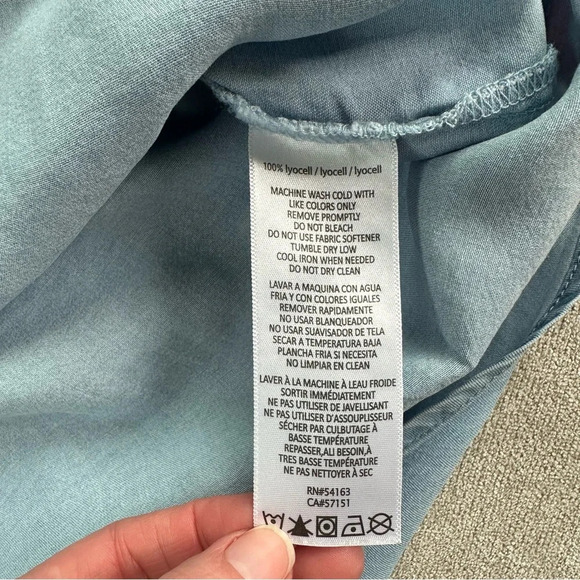 100% lyocell / lyocell / lyocell
MACHINE WASH COLD WITH
LIKE COLORS ONLY
REMOVE PROMPTLY
DO NOT BLEACH
DO NOT USE FABRIC SOFTENER
TUMBLE DRY LOW
COOL IRON WHEN NEEDED
DO NOT DRY CLEAN
LAVAR A MAQUINA CON AGUA
FRIA Y CON COLORES IGUALES
REMOVER RAPIDAMENTE
NO USAR BLANQUEADOR
NO USAR SUAVISADOR DE TELA
SECAR A TEMPERATURA BAJA
PLANCHA FRIA SI NECESITA
NO LIMPIAR EN CLEAN
LAVER À LA MACHINE À LEAU FROIDE
SORTIR IMMÉDIATEMENT
NE PAS UTILISER DE JAVELLISANT
NE PAS UTILISER D'ASSOUPLISSEUR
SÉCHER PAR CULBUTAGE À
BASSE TEMPÉRATURE
REPASSER,ALI BESOIN,À
TRES BASSE TEMPÉRATURE
NE PAS NETTOYER À SEC
RN#54163
CA#57151